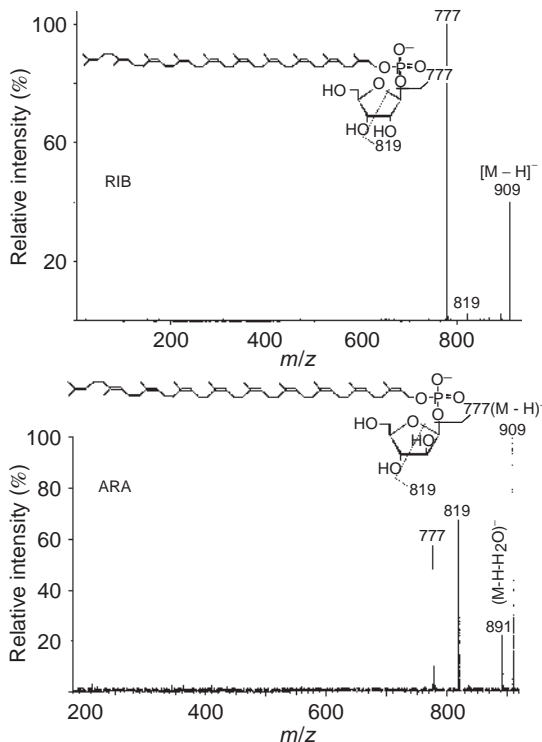 777
100
O⁻
O–P=O
O
777
HO
O
HO HO
819
60
Relative intensity (%)
RIB
[M – H]⁻
909
20
819
200 400 600 800
m/z
O⁻
O–P=O
O
777(M - H)⁻
909
HO
O
HO
HO
819
100
80
60
40
20
Relative intensity (%)
ARA
777
819
(M-H-H₂O)⁻
891
200 400 600 800
m/z